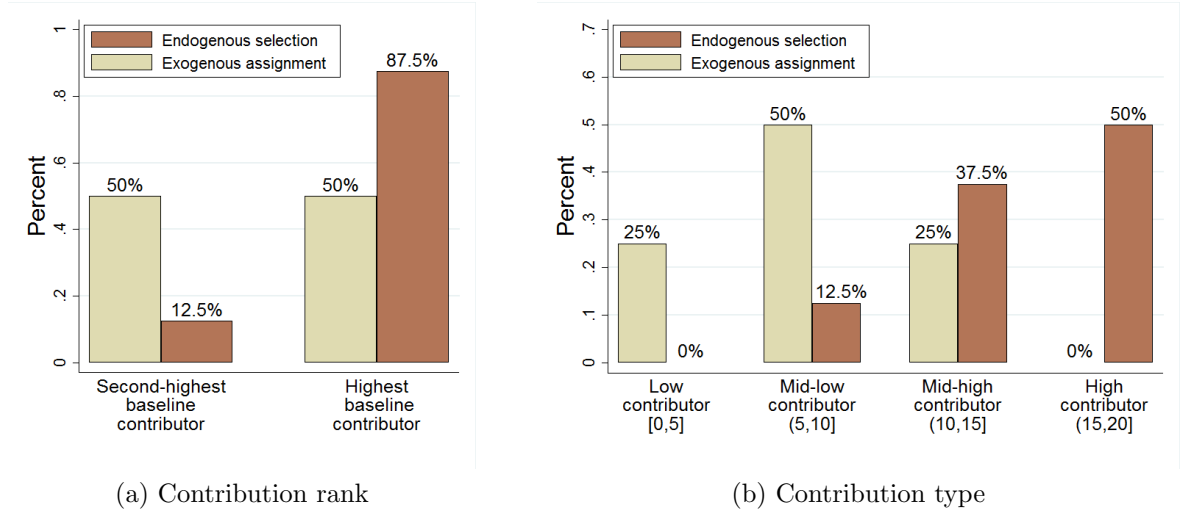 Percent
0
.2
.4
.6
.8
1
Endogenous selection
Exogenous assignment
50%
12.5%
50%
87.5%
Second-highest
baseline
contributor
Highest
baseline
contributor
(a) Contribution rank
Percent
0
.1
.2
.3
.4
.5
.6
.7
Endogenous selection
Exogenous assignment
25%
0%
50%
12.5%
25%
37.5%
0%
50%
Low
contributor
[0,5]
Mid-low
contributor
(5,10]
Mid-high
contributor
(10,15]
High
contributor
(15,20]
(b) Contribution type